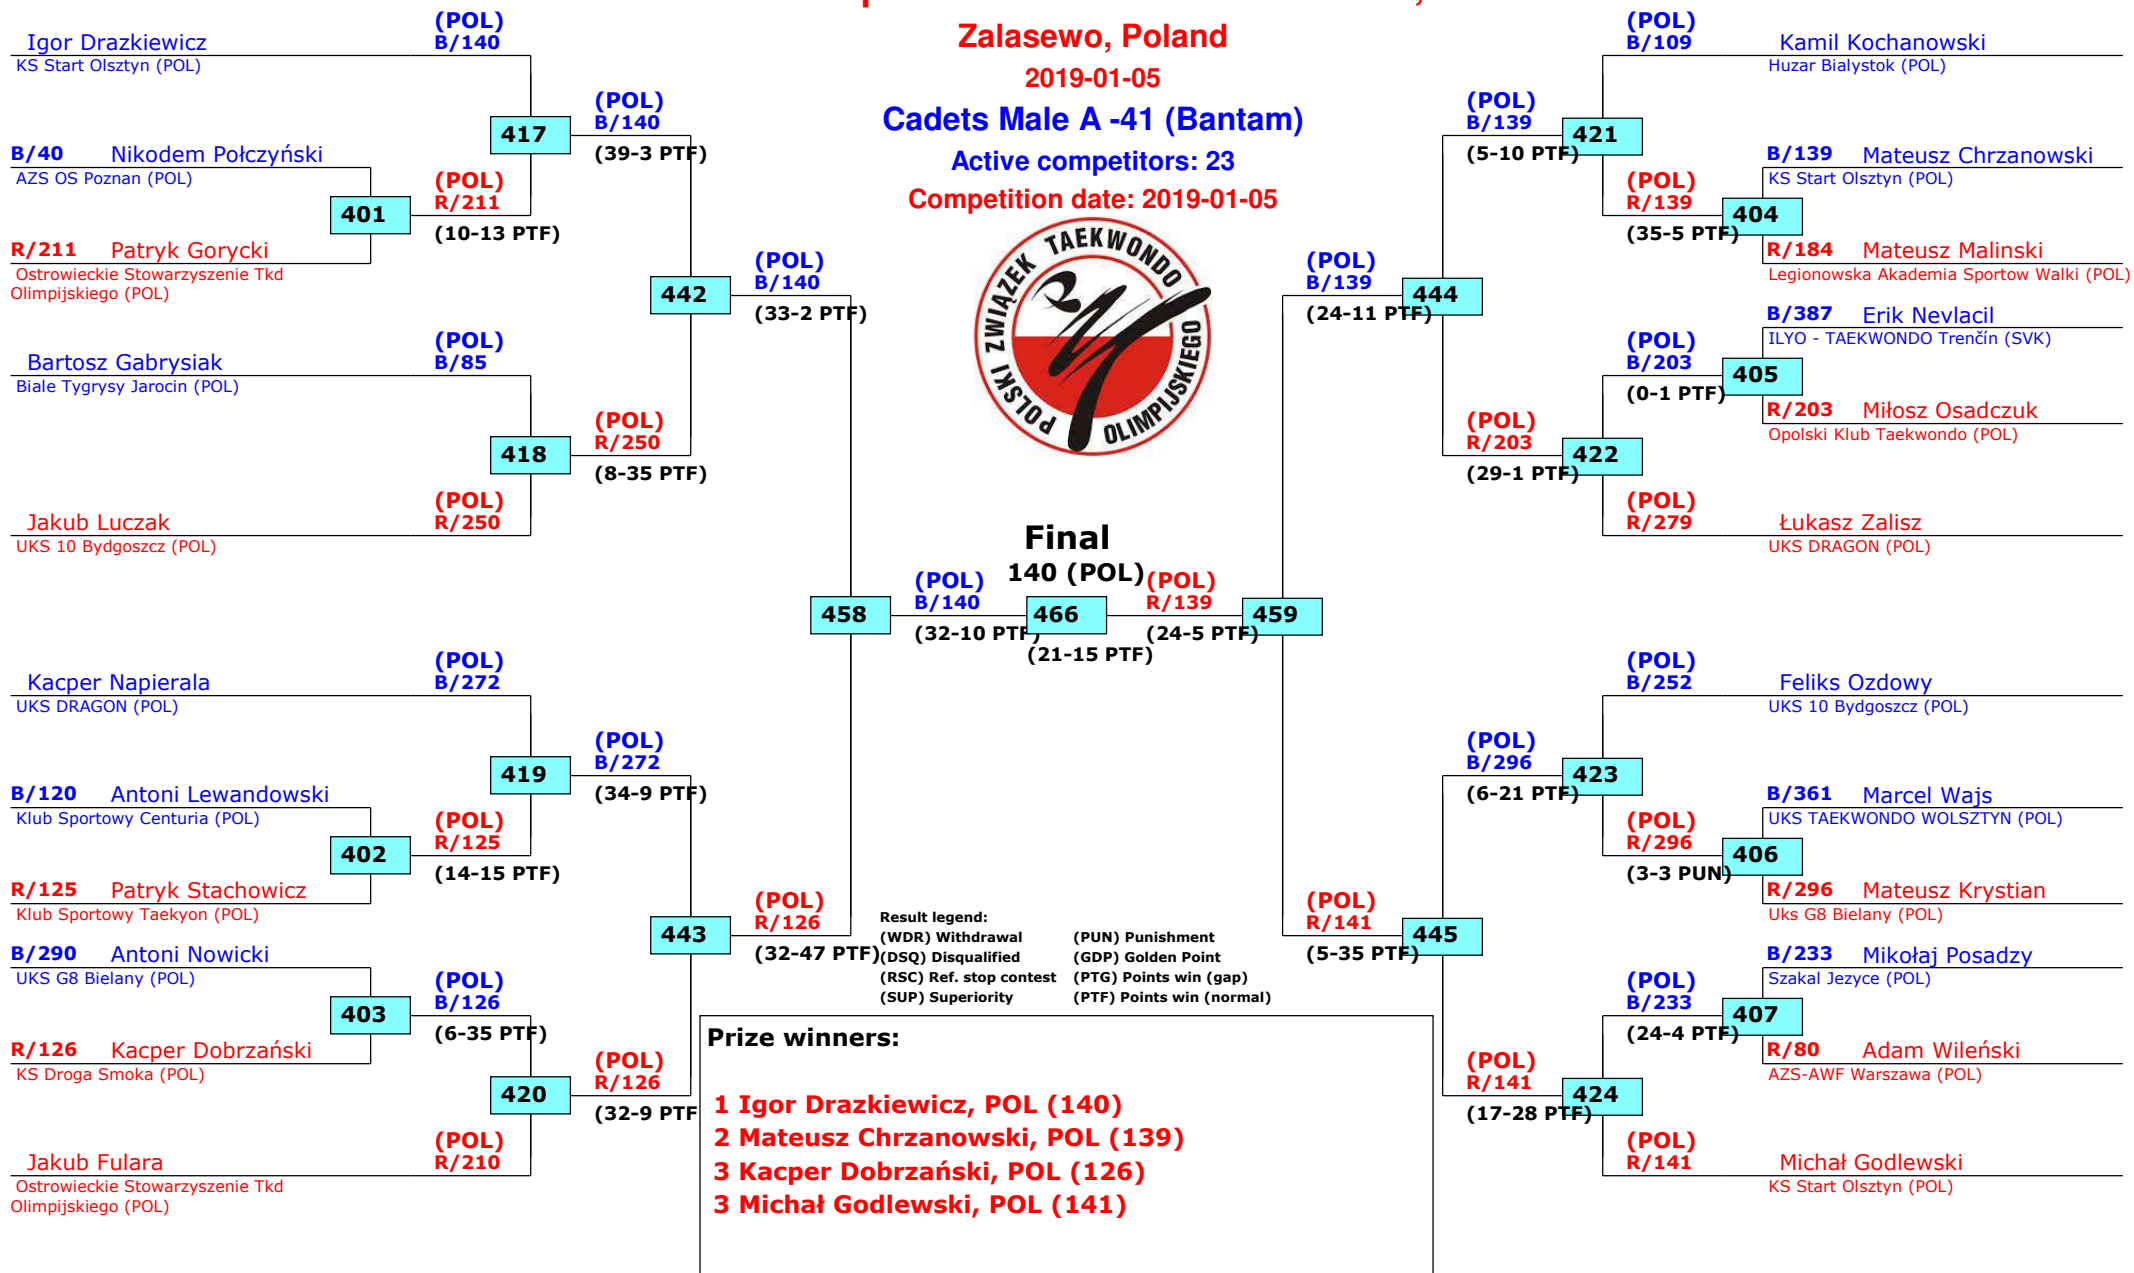 Zalasewo, Poland
2019-01-05
Cadets Male A -41 (Bantam)
Active competitors: 23
Competition date: 2019-01-05
POLSKI ZWIĄZEK TAEKWONDO OLIMPIJSKIEGO
Igor Drazkiewicz
KS Start Olsztyn (POL)
(POL)
B/140
B/40 Nikodem Połczyński
AZS OS Poznan (POL)
401
R/211 Patryk Gorycki
Ostrowieckie Stowarzyszenie Tkd
Olimpijskiego (POL)
(POL)
R/211
(10-13 PTF)
417
(POL)
B/140
(39-3 PTF)
Bartosz Gabrysiak
Biale Tygrysy Jarocin (POL)
(POL)
B/85
418
Jakub Luczak
UKS 10 Bydgoszcz (POL)
(POL)
R/250
(POL)
R/250
(8-35 PTF)
442
(POL)
B/140
(33-2 PTF)
Kacper Napierala
UKS DRAGON (POL)
(POL)
B/272
B/120 Antoni Lewandowski
Klub Sportowy Centuria (POL)
402
R/125 Patryk Stachowicz
Klub Sportowy Taekyon (POL)
(POL)
R/125
(14-15 PTF)
419
(POL)
B/272
(34-9 PTF)
B/290 Antoni Nowicki
UKS G8 Bielany (POL)
403
R/126 Kacper Dobrzański
KS Droga Smoka (POL)
(POL)
B/126
(6-35 PTF)
420
Jakub Fulara
Ostrowieckie Stowarzyszenie Tkd
Olimpijskiego (POL)
(POL)
R/210
(POL)
R/126
(32-9 PTF
443
(POL)
R/126
(32-47 PTF)
458
(POL)
B/140
(32-10 PTF)
Final
140 (POL)
466
(21-15 PTF)
(POL)
R/139
(24-5 PTF)
459
(POL)
B/139
(24-11 PTF)
444
(POL)
B/139
(5-10 PTF)
421
(POL)
B/109
Kamil Kochanowski
Huzar Bialystok (POL)
(POL)
R/139
(35-5 PTF)
404
B/139 Mateusz Chrzanowski
KS Start Olsztyn (POL)
R/184 Mateusz Malinski
Legionowska Akademia Sportow Walki (POL)
(POL)
R/203
(29-1 PTF)
422
(POL)
B/203
(0-1 PTF)
405
B/387 Erik Nevlacil
ILYO - TAEKWONDO Trenčín (SVK)
R/203 Miłosz Osadczuk
Opolski Klub Taekwondo (POL)
(POL)
R/279
Łukasz Zalisz
UKS DRAGON (POL)
(POL)
R/141
(5-35 PTF)
445
(POL)
B/296
(6-21 PTF)
423
(POL)
B/252
Feliks Ozdowy
UKS 10 Bydgoszcz (POL)
(POL)
R/296
(3-3 PUN)
406
B/361 Marcel Wajs
UKS TAEKWONDO WOLSZTYN (POL)
R/296 Mateusz Krystian
Uks G8 Bielany (POL)
(POL)
R/141
(17-28 PTF)
424
(POL)
B/233
(24-4 PTF)
407
B/233 Mikołaj Posadzy
Szakal Jezyce (POL)
R/80 Adam Wileński
AZS-AWF Warszawa (POL)
(POL)
R/141
Michał Godlewski
KS Start Olsztyn (POL)
Result legend:
(WDR) Withdrawal (PUN) Punishment
(DSQ) Disqualified (GDP) Golden Point
(RSC) Ref. stop contest (PTG) Points win (gap)
(SUP) Superiority (PTF) Points win (normal)
Prize winners:
1 Igor Drazkiewicz, POL (140)
2 Mateusz Chrzanowski, POL (139)
3 Kacper Dobrzański, POL (126)
3 Michał Godlewski, POL (141)